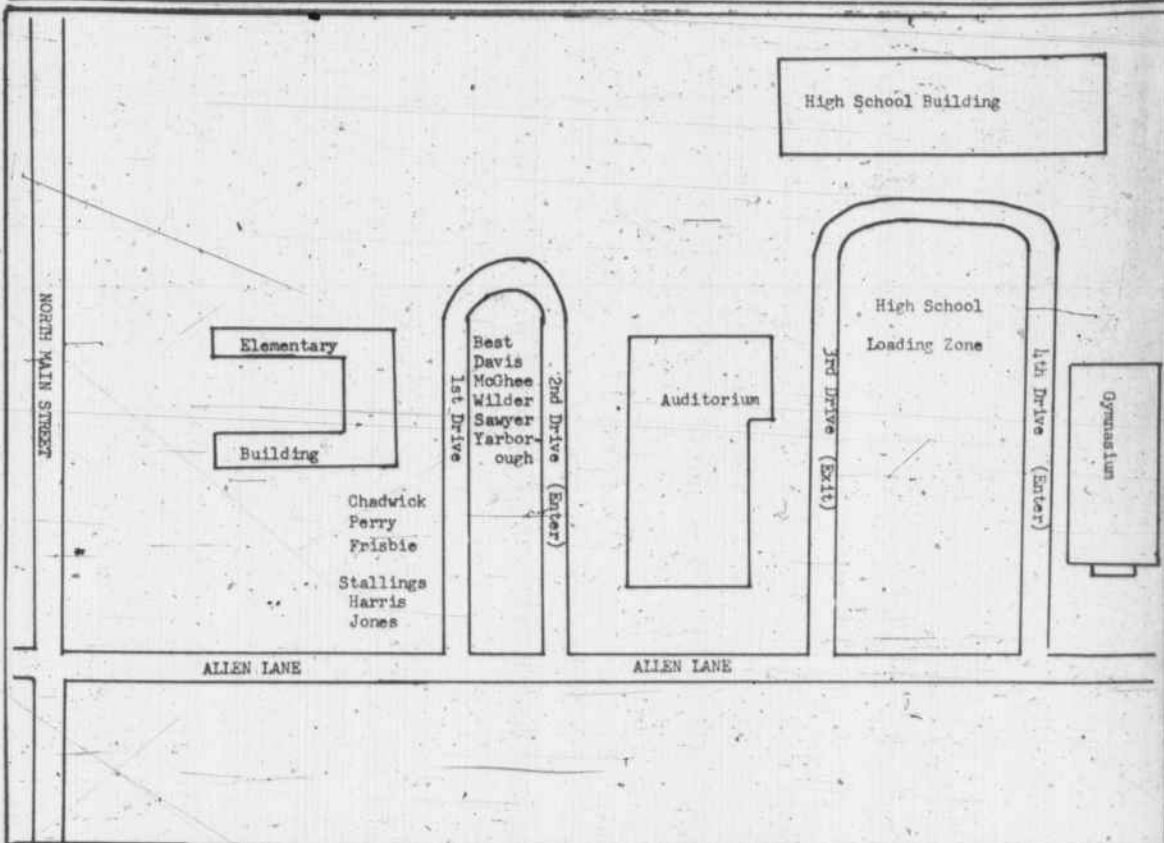 High School Building
NORTH MAIN STREET
Elementary
Building
Chadwick
Perry
Frisbie
Stallings
Harris
Jones
1st Drive
Best
Davis
McGhee
Wilder
Sawyer
Yarbor-
ough
2nd Drive (Enter)
Auditorium
3rd Drive (Exit)
High School
Loading Zone
4th Drive (Enter)
Gymnasium
ALLEN LANE
ALLEN LANE